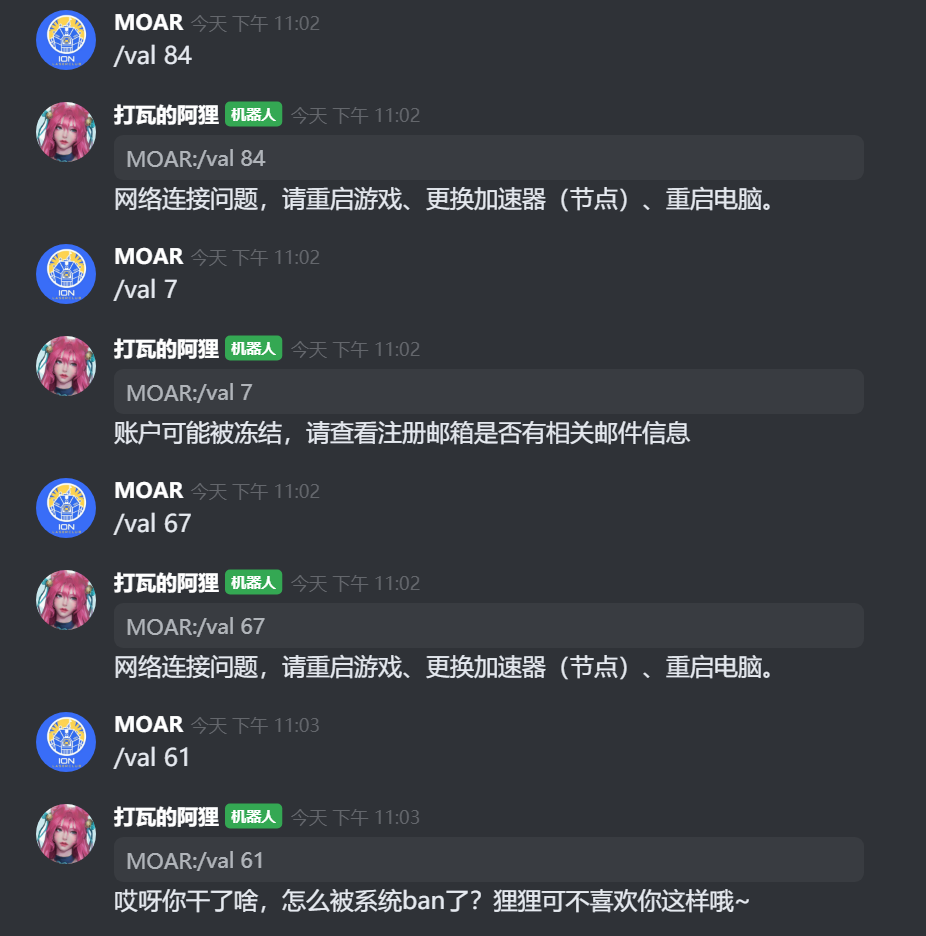 MOAR 今天 下午 11:02
/val 84
ION
打瓦的阿狸 机器人 今天 下午 11:02
MOAR:/val 84
网络连接问题，请重启游戏、更换加速器（节点）、重启电脑。
MOAR 今天 下午 11:02
/val 7
ION
打瓦的阿狸 机器人 今天 下午 11:02
MOAR:/val 7
账户可能被冻结，请查看注册邮箱是否有相关邮件信息
MOAR 今天 下午 11:02
/val 67
ION
打瓦的阿狸 机器人 今天 下午 11:02
MOAR:/val 67
网络连接问题，请重启游戏、更换加速器（节点）、重启电脑。
MOAR 今天 下午 11:03
/val 61
ION
打瓦的阿狸 机器人 今天 下午 11:03
MOAR:/val 61
哎呀你干了啥，怎么被系统ban了？狸狸可不喜欢你这样哦~